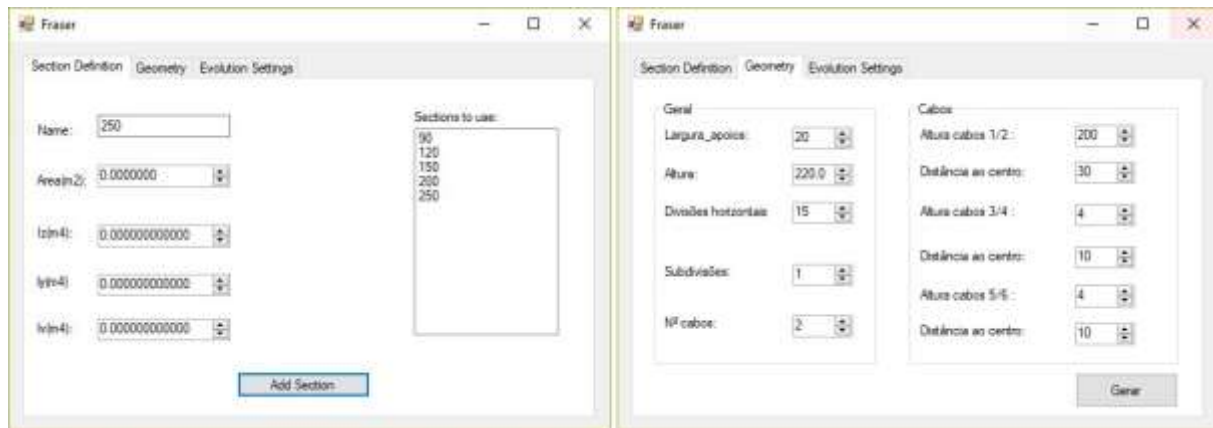 Fraser
Section Definition Geometry Evolution Settings
Name: 250
Area(m2): 0.0000000
Iz(m4): 0.000000000000
Iy(m4): 0.000000000000
Iv(m4): 0.000000000000
Sections to use:
90
120
150
200
250
Add Section
Fraser
Section Definition Geometry Evolution Settings
Geral
Largura_apoios: 20
Altura: 220.0
Divisões horizontais 15
Subdivisões: 1
Nº cabos: 2
Cabos
Altura cabos 1/2 : 200
Distância ao centro: 30
Altura cabos 3/4 : 4
Distância ao centro: 10
Altura cabos 5/6 : 4
Distância ao centro: 10
Gerar